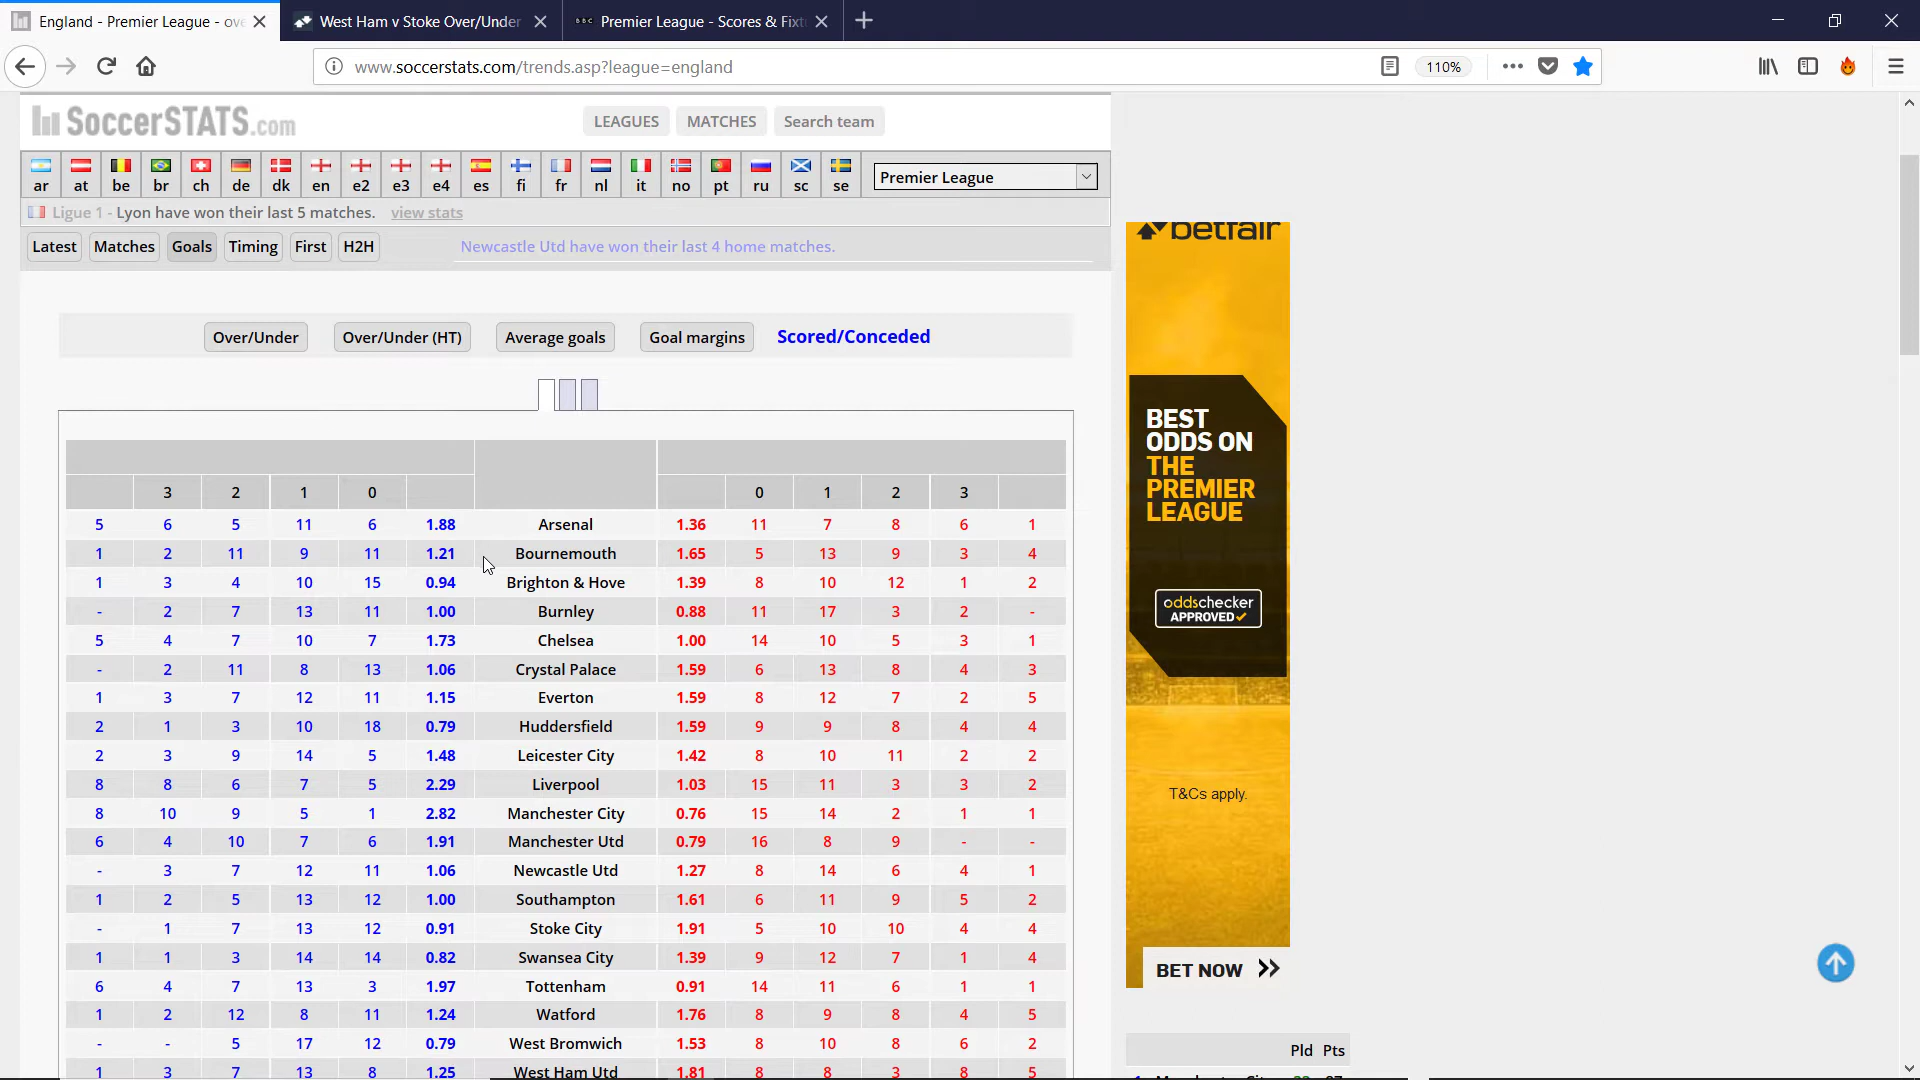 England - Premier League - ove
West Ham v Stoke Over/Under
BBC Premier League - Scores & Fixtu
www.soccerstats.com/trends.asp?league=england
110%
SoccerSTATS.com
LEAGUES MATCHES Search team
ar at be br ch de dk en e2 e3 e4 es fi fr nl it no pt ru sc se
Premier League
Ligue 1 - Lyon have won their last 5 matches. view stats
Latest Matches Goals Timing First H2H
Newcastle Utd have won their last 4 home matches.
Over/Under Over/Under (HT) Average goals Goal margins Scored/Conceded
3 2 1 0 0 1 2 3
5 6 5 11 6 1.88 Arsenal 1.36 11 7 8 6 1
1 2 11 9 11 1.21 Bournemouth 1.65 5 13 9 3 4
1 3 4 10 15 0.94 Brighton & Hove 1.39 8 10 12 1 2
- 2 7 13 11 1.00 Burnley 0.88 11 17 3 2 -
5 4 7 10 7 1.73 Chelsea 1.00 14 10 5 3 1
- 2 11 8 13 1.06 Crystal Palace 1.59 6 13 8 4 3
1 3 7 12 11 1.15 Everton 1.59 8 12 7 2 5
2 1 3 10 18 0.79 Huddersfield 1.59 9 9 8 4 4
2 3 9 14 5 1.48 Leicester City 1.42 8 10 11 2 2
8 8 6 7 5 2.29 Liverpool 1.03 15 11 3 3 2
8 10 9 5 1 2.82 Manchester City 0.76 15 14 2 1 1
6 4 10 7 6 1.91 Manchester Utd 0.79 16 8 9 - -
- 3 7 12 11 1.06 Newcastle Utd 1.27 8 14 6 4 1
1 2 5 13 12 1.00 Southampton 1.61 6 11 9 5 2
- 1 7 13 12 0.91 Stoke City 1.91 5 10 10 4 4
1 1 3 14 14 0.82 Swansea City 1.39 9 12 7 1 4
6 4 7 13 3 1.97 Tottenham 0.91 14 11 6 1 1
1 2 12 8 11 1.24 Watford 1.76 8 9 8 4 5
- - 5 17 12 0.79 West Bromwich 1.53 8 10 8 6 2
1 3 7 13 8 1.25 West Ham Utd 1.81 8 8 3 8 5
betfair
BEST
ODDS ON
THE
PREMIER
LEAGUE
oddschecker
APPROVED
T&Cs apply.
BET NOW
Pld Pts